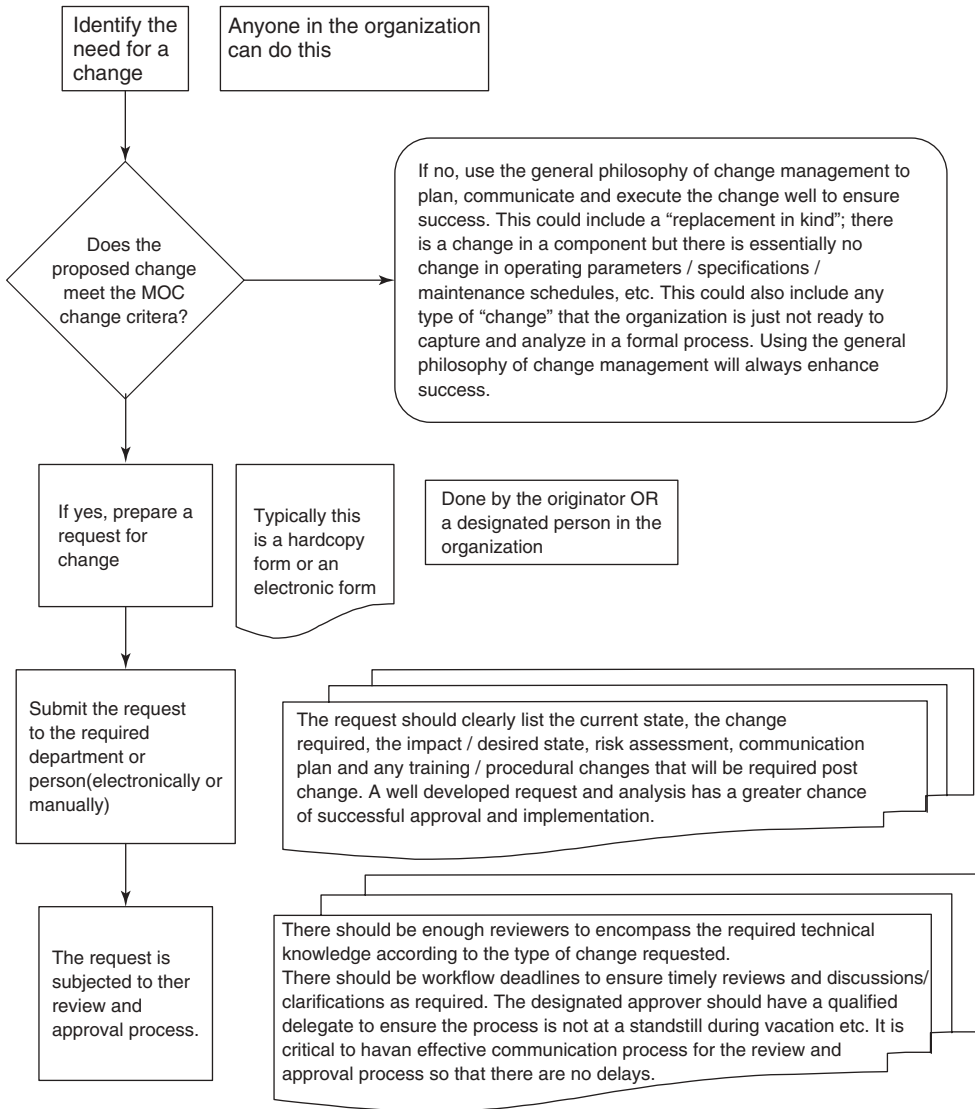 Identify the
need for a
change
Anyone in the organization
can do this
Does the
proposed change
meet the MOC
change critera?
If no, use the general philosophy of change management to
plan, communicate and execute the change well to ensure
success. This could include a “replacement in kind”; there
is a change in a component but there is essentially no
change in operating parameters / specifications /
maintenance schedules, etc. This could also include any
type of “change” that the organization is just not ready to
capture and analyze in a formal process. Using the general
philosophy of change management will always enhance
success.
If yes, prepare a
request for
change
Typically this
is a hardcopy
form or an
electronic form
Done by the originator OR
a designated person in the
organization
Submit the request
to the required
department or
person(electronically or
manually)
The request should clearly list the current state, the change
required, the impact / desired state, risk assessment, communication
plan and any training / procedural changes that will be required post
change. A well developed request and analysis has a greater chance
of successful approval and implementation.
The request is
subjected to ther
review and
approval process.
There should be enough reviewers to encompass the required technical
knowledge according to the type of change requested.
There should be workflow deadlines to ensure timely reviews and discussions/
clarifications as required. The designated approver should have a qualified
delegate to ensure the process is not at a standstill during vacation etc. It is
critical to havan effective communication process for the review and
approval process so that there are no delays.